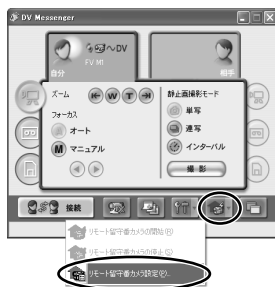 DV Messenger
～DV
FV M1
自分
相手
ズーム
W T
静止画撮影モード
単写
フォーカス
オート
連写
M マニュアル
インターバル
撮影
接続
リモート留守番カメラの開始(R)
リモート留守番カメラの停止(S)
リモート留守番カメラ設定(P)...